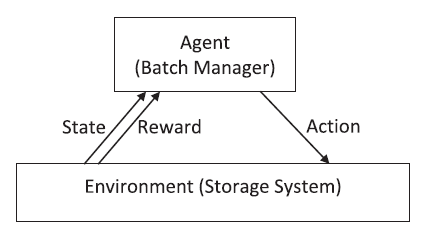 Agent
(Batch Manager)
State
Reward
Action
Environment (Storage System)